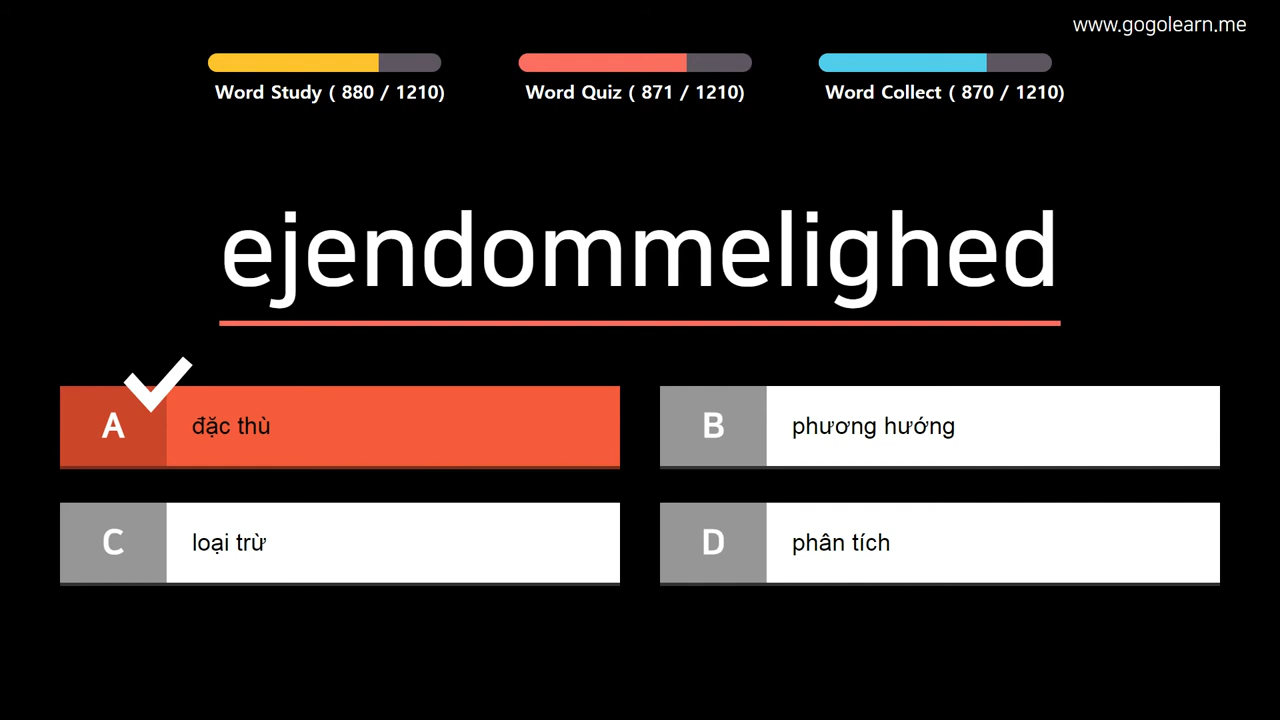 www.gogolearn.me
Word Study ( 880 / 1210)
Word Quiz ( 871 / 1210)
Word Collect ( 870 / 1210)
ejendommelighed
A đặc thù
B phương hướng
C loại trừ
D phân tích